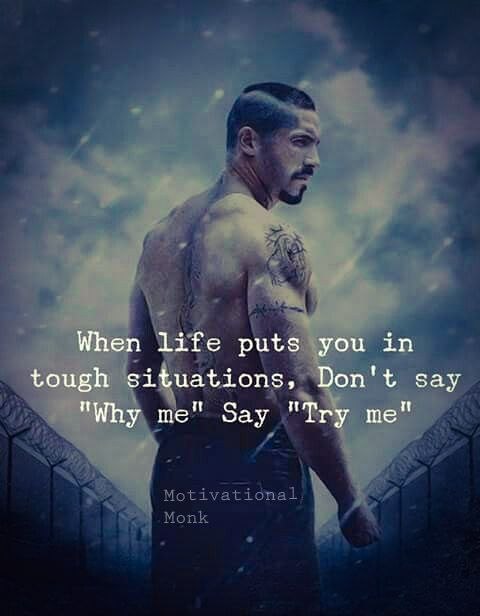 When life puts you in
tough situations, Don't say
"Why me" Say "Try me"
Motivational
Monk